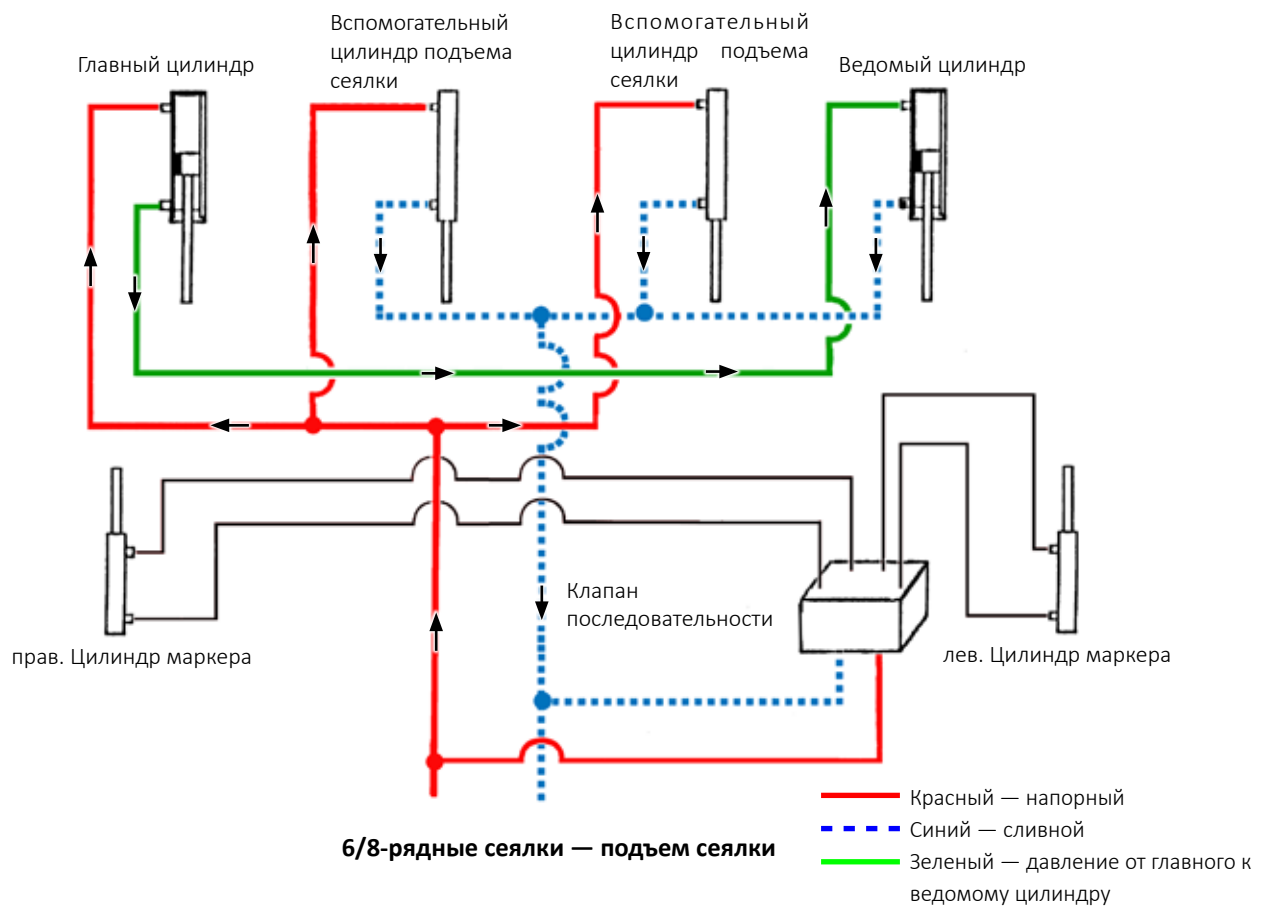 Главный цилиндр
Вспомогательный
цилиндр подъема
сеялки
Вспомогательный
цилиндр подъема
сеялки
Ведомый цилиндр
Клапан
последовательности
прав. Цилиндр маркера
лев. Цилиндр маркера
Красный — напорный
Синий — сливной
Зеленый — давление от главного к
ведомому цилиндру
6/8-рядные сеялки — подъем сеялки